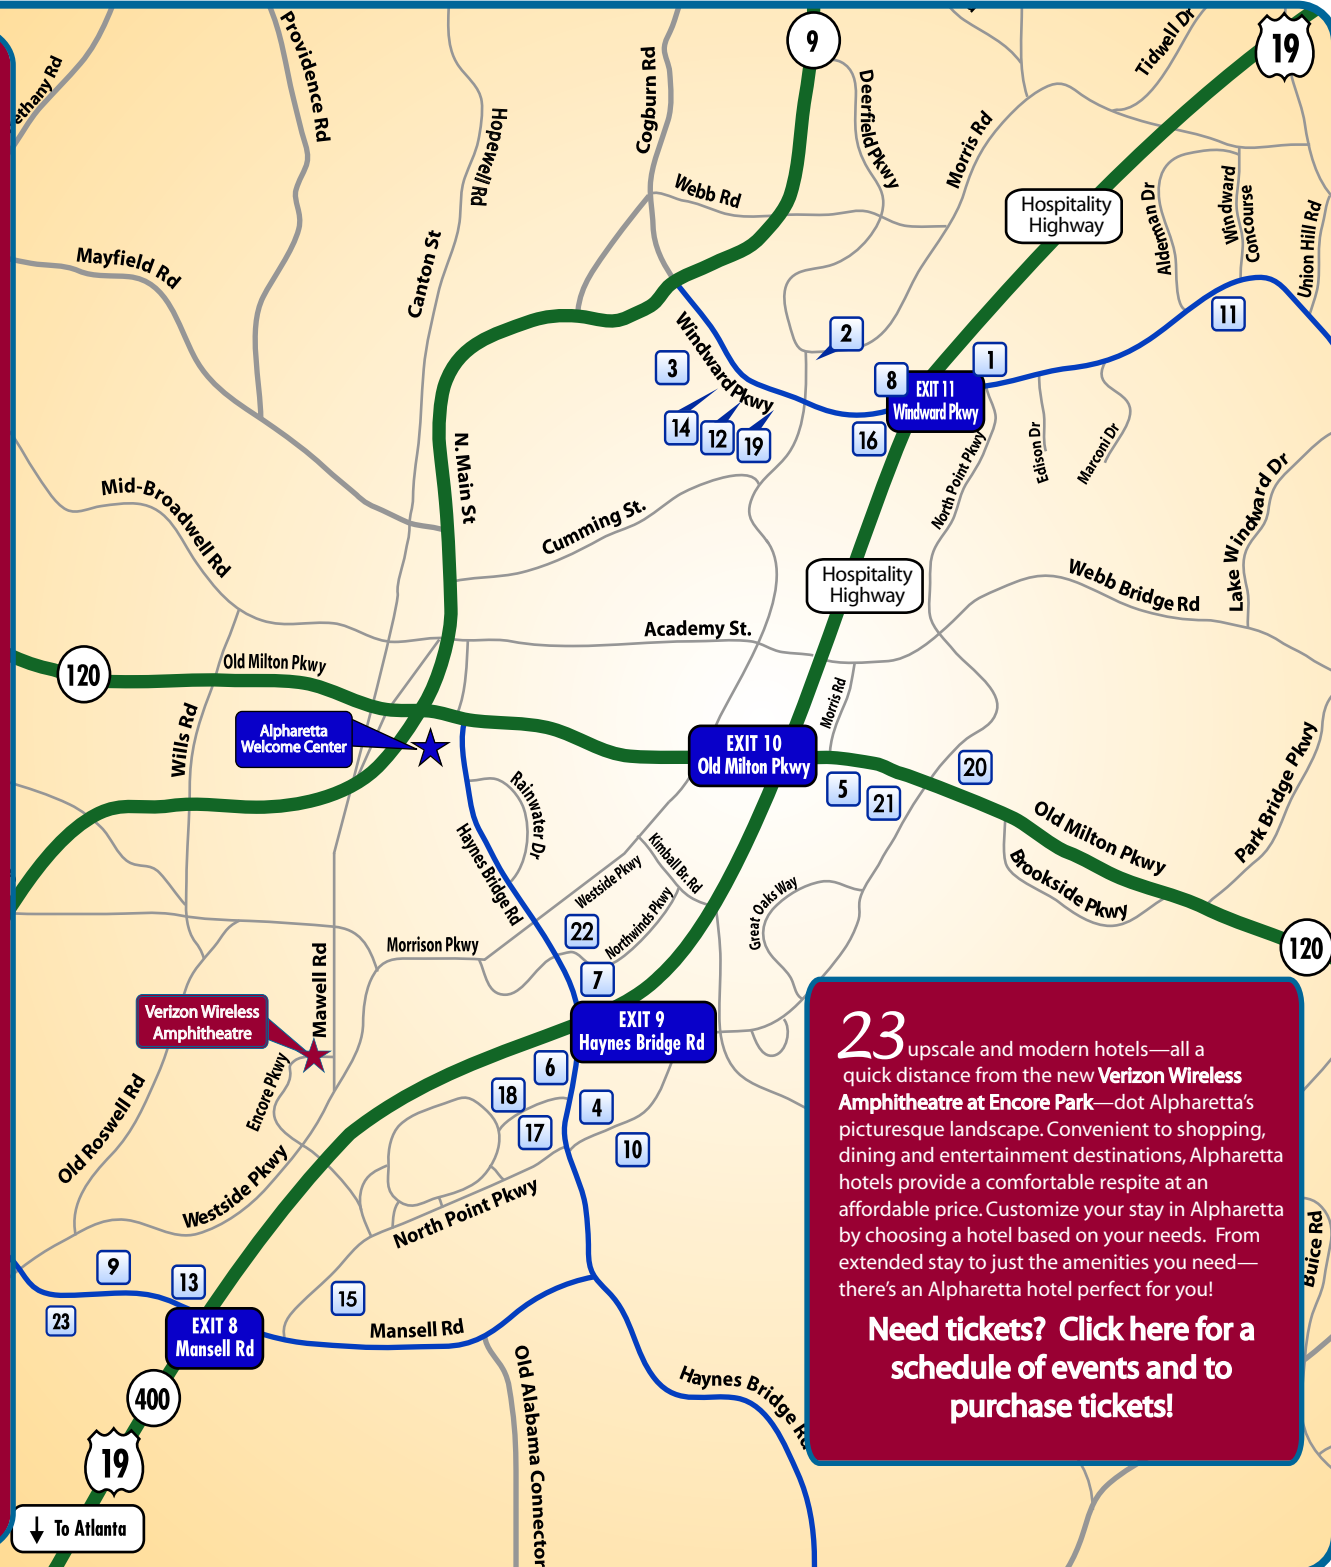 9
19
Providence Rd
Hopewell Rd
Cogburn Rd
Deerfield Pkwy
Morris Rd
Tidwell Dr
Webb Rd
Hospitality
Highway
Alderman Dr
Windward
Concourse
Union Hill Rd
Mayfield Rd
Canton St
Windward Pkwy
2
3
1
8
11
EXIT 11
Windward Pkwy
14
12
19
16
N. Main St
North Point Pkwy
Edison Dr
Marconi Dr
Lake Windward Dr
Mid-Broadwell Rd
Cumming St.
Hospitality
Highway
Webb Bridge Rd
Academy St.
120
Old Milton Pkwy
Wills Rd
Alpharetta
Welcome Center
Morris Rd
EXIT 10
Old Milton Pkwy
5
21
20
Old Milton Pkwy
Park Bridge Pkwy
Brookside Pkwy
Rainwater Dr
Haynes Bridge Rd
Westside Pkwy
Kimball Br. Rd
Northwinds Pkwy
Great Oaks Way
22
7
120
Morrison Pkwy
Mawell Rd
Verizon Wireless
Amphitheatre
Encore Pkwy
Old Roswell Rd
Westside Pkwy
EXIT 9
Haynes Bridge Rd
6
18
4
17
10
North Point Pkwy
9
13
23
15
EXIT 8
Mansell Rd
Mansell Rd
400
19
To Atlanta
Old Alabama Connector
Haynes Bridge Rd
Buice Rd
23 upscale and modern hotels—all a
quick distance from the new Verizon Wireless
Amphitheatre at Encore Park—dot Alpharetta's
picturesque landscape. Convenient to shopping,
dining and entertainment destinations, Alpharetta
hotels provide a comfortable respite at an
affordable price. Customize your stay in Alpharetta
by choosing a hotel based on your needs. From
extended stay to just the amenities you need—
there's an Alpharetta hotel perfect for you!
Need tickets? Click here for a
schedule of events and to
purchase tickets!